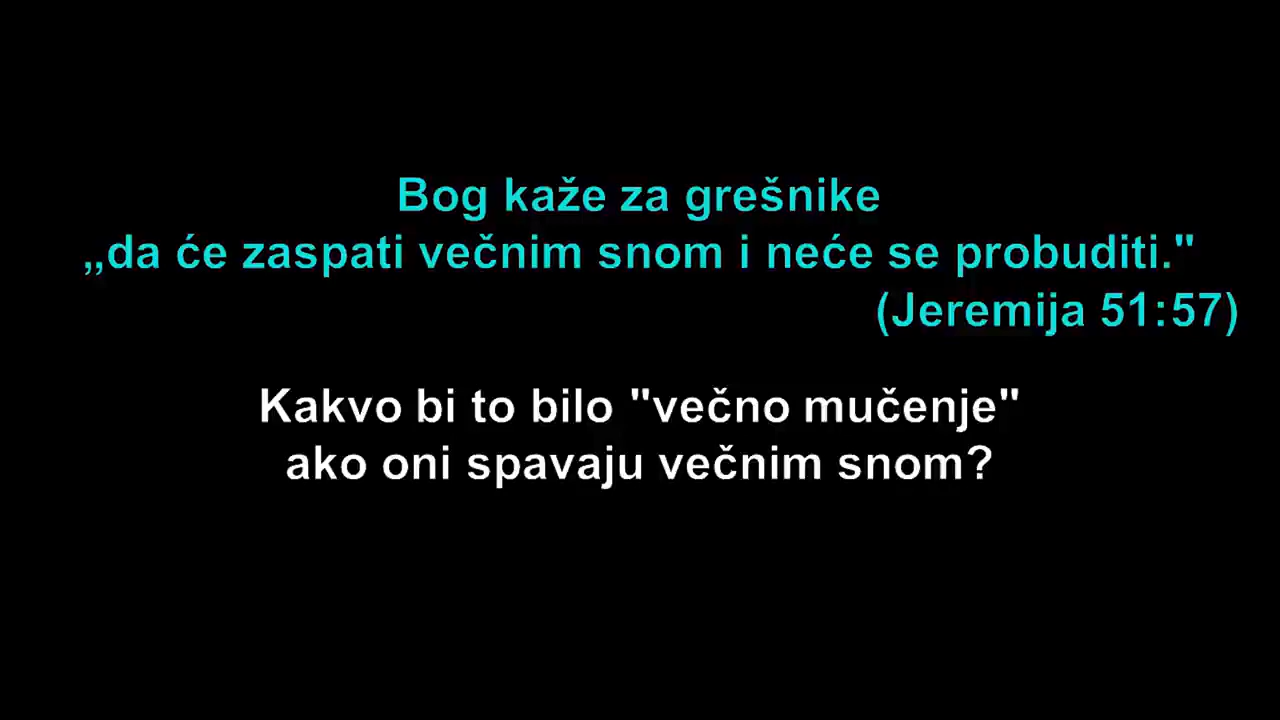 Bog kaže za grešnike
„da će zaspati večnim snom i neće se probuditi."
(Jeremija 51:57)
Kakvo bi to bilo "večno mučenje"
ako oni spavaju večnim snom?